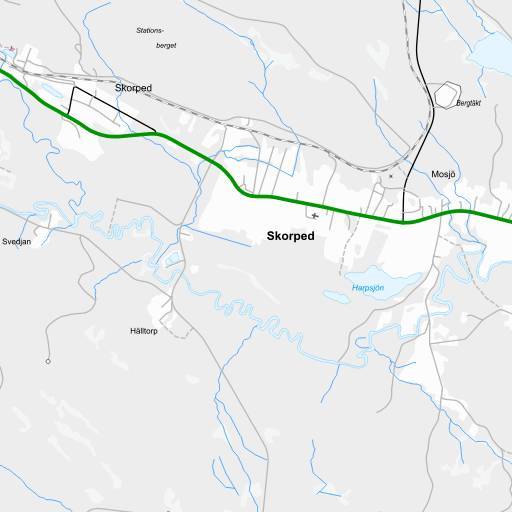 Stations-
berget
Skorped
Bergtäkt
Mosjö
Skorped
Svedjan
Harpsjön
Hälltorp